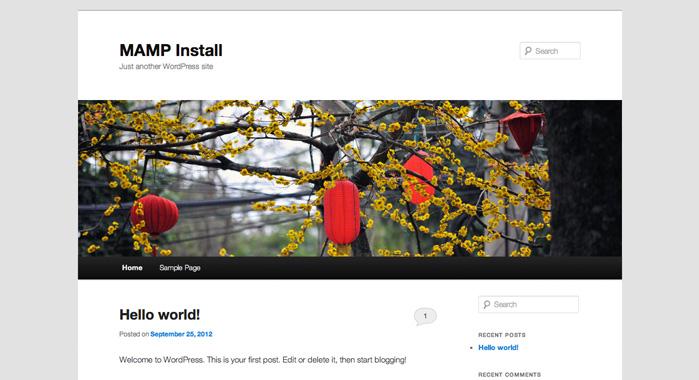 MAMP Install
Search
Just another WordPress site
Home Sample Page
Hello world!
1
Posted on September 25, 2012
Welcome to WordPress. This is your first post. Edit or delete it, then start blogging!
Search
RECENT POSTS
Hello world!
RECENT COMMENTS